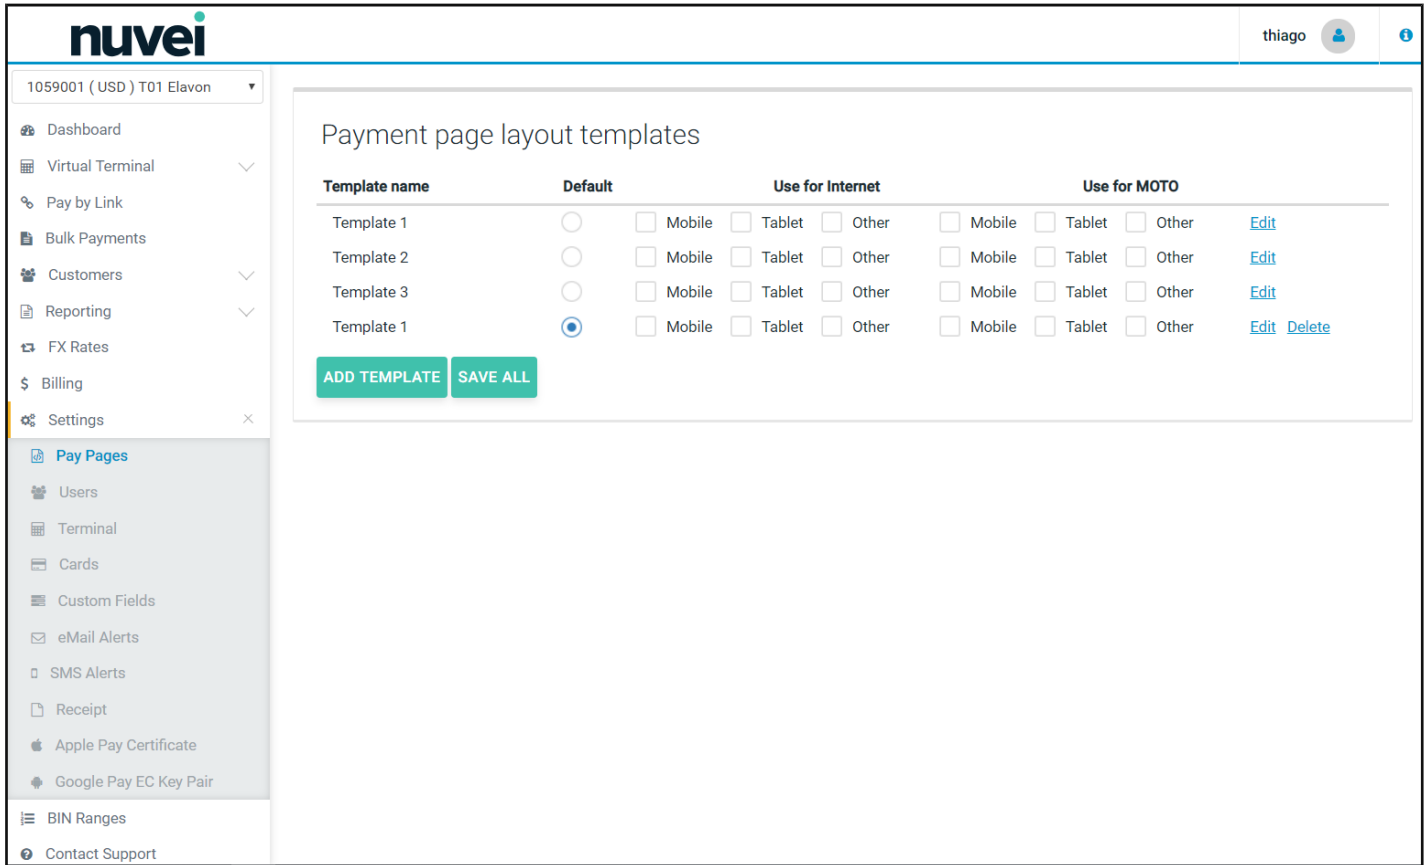 nuvei
thiago
1059001 ( USD ) T01 Elavon
Dashboard
Virtual Terminal
Pay by Link
Bulk Payments
Customers
Reporting
FX Rates
Billing
Settings
Pay Pages
Users
Terminal
Cards
Custom Fields
eMail Alerts
SMS Alerts
Receipt
Apple Pay Certificate
Google Pay EC Key Pair
BIN Ranges
Contact Support
Payment page layout templates
Template name Default Use for Internet Use for MOTO
Template 1 Mobile Tablet Other Mobile Tablet Other Edit
Template 2 Mobile Tablet Other Mobile Tablet Other Edit
Template 3 Mobile Tablet Other Mobile Tablet Other Edit
Template 1 Mobile Tablet Other Mobile Tablet Other Edit Delete
ADD TEMPLATE SAVE ALL